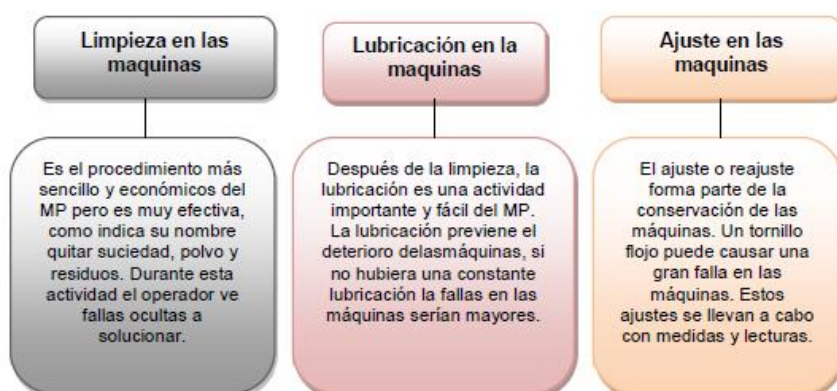 Limpieza en las
maquinas
Es el procedimiento más
sencillo y económicos del
MP pero es muy efectiva,
como indica su nombre
quitar suciedad, polvo y
residuos. Durante esta
actividad el operador ve
fallas ocultas a
solucionar.
Lubricación en la
maquinas
Después de la limpieza, la
lubricación es una actividad
importante y fácil del MP.
La lubricación previene el
deterioro delasmáquinas, si
no hubiera una constante
lubricación la fallas en las
máquinas serían mayores.
Ajuste en las
maquinas
El ajuste o reajuste
forma parte de la
conservación de las
máquinas. Un tornillo
flojo puede causar una
gran falla en las
máquinas. Estos
ajustes se llevan a cabo
con medidas y lecturas.